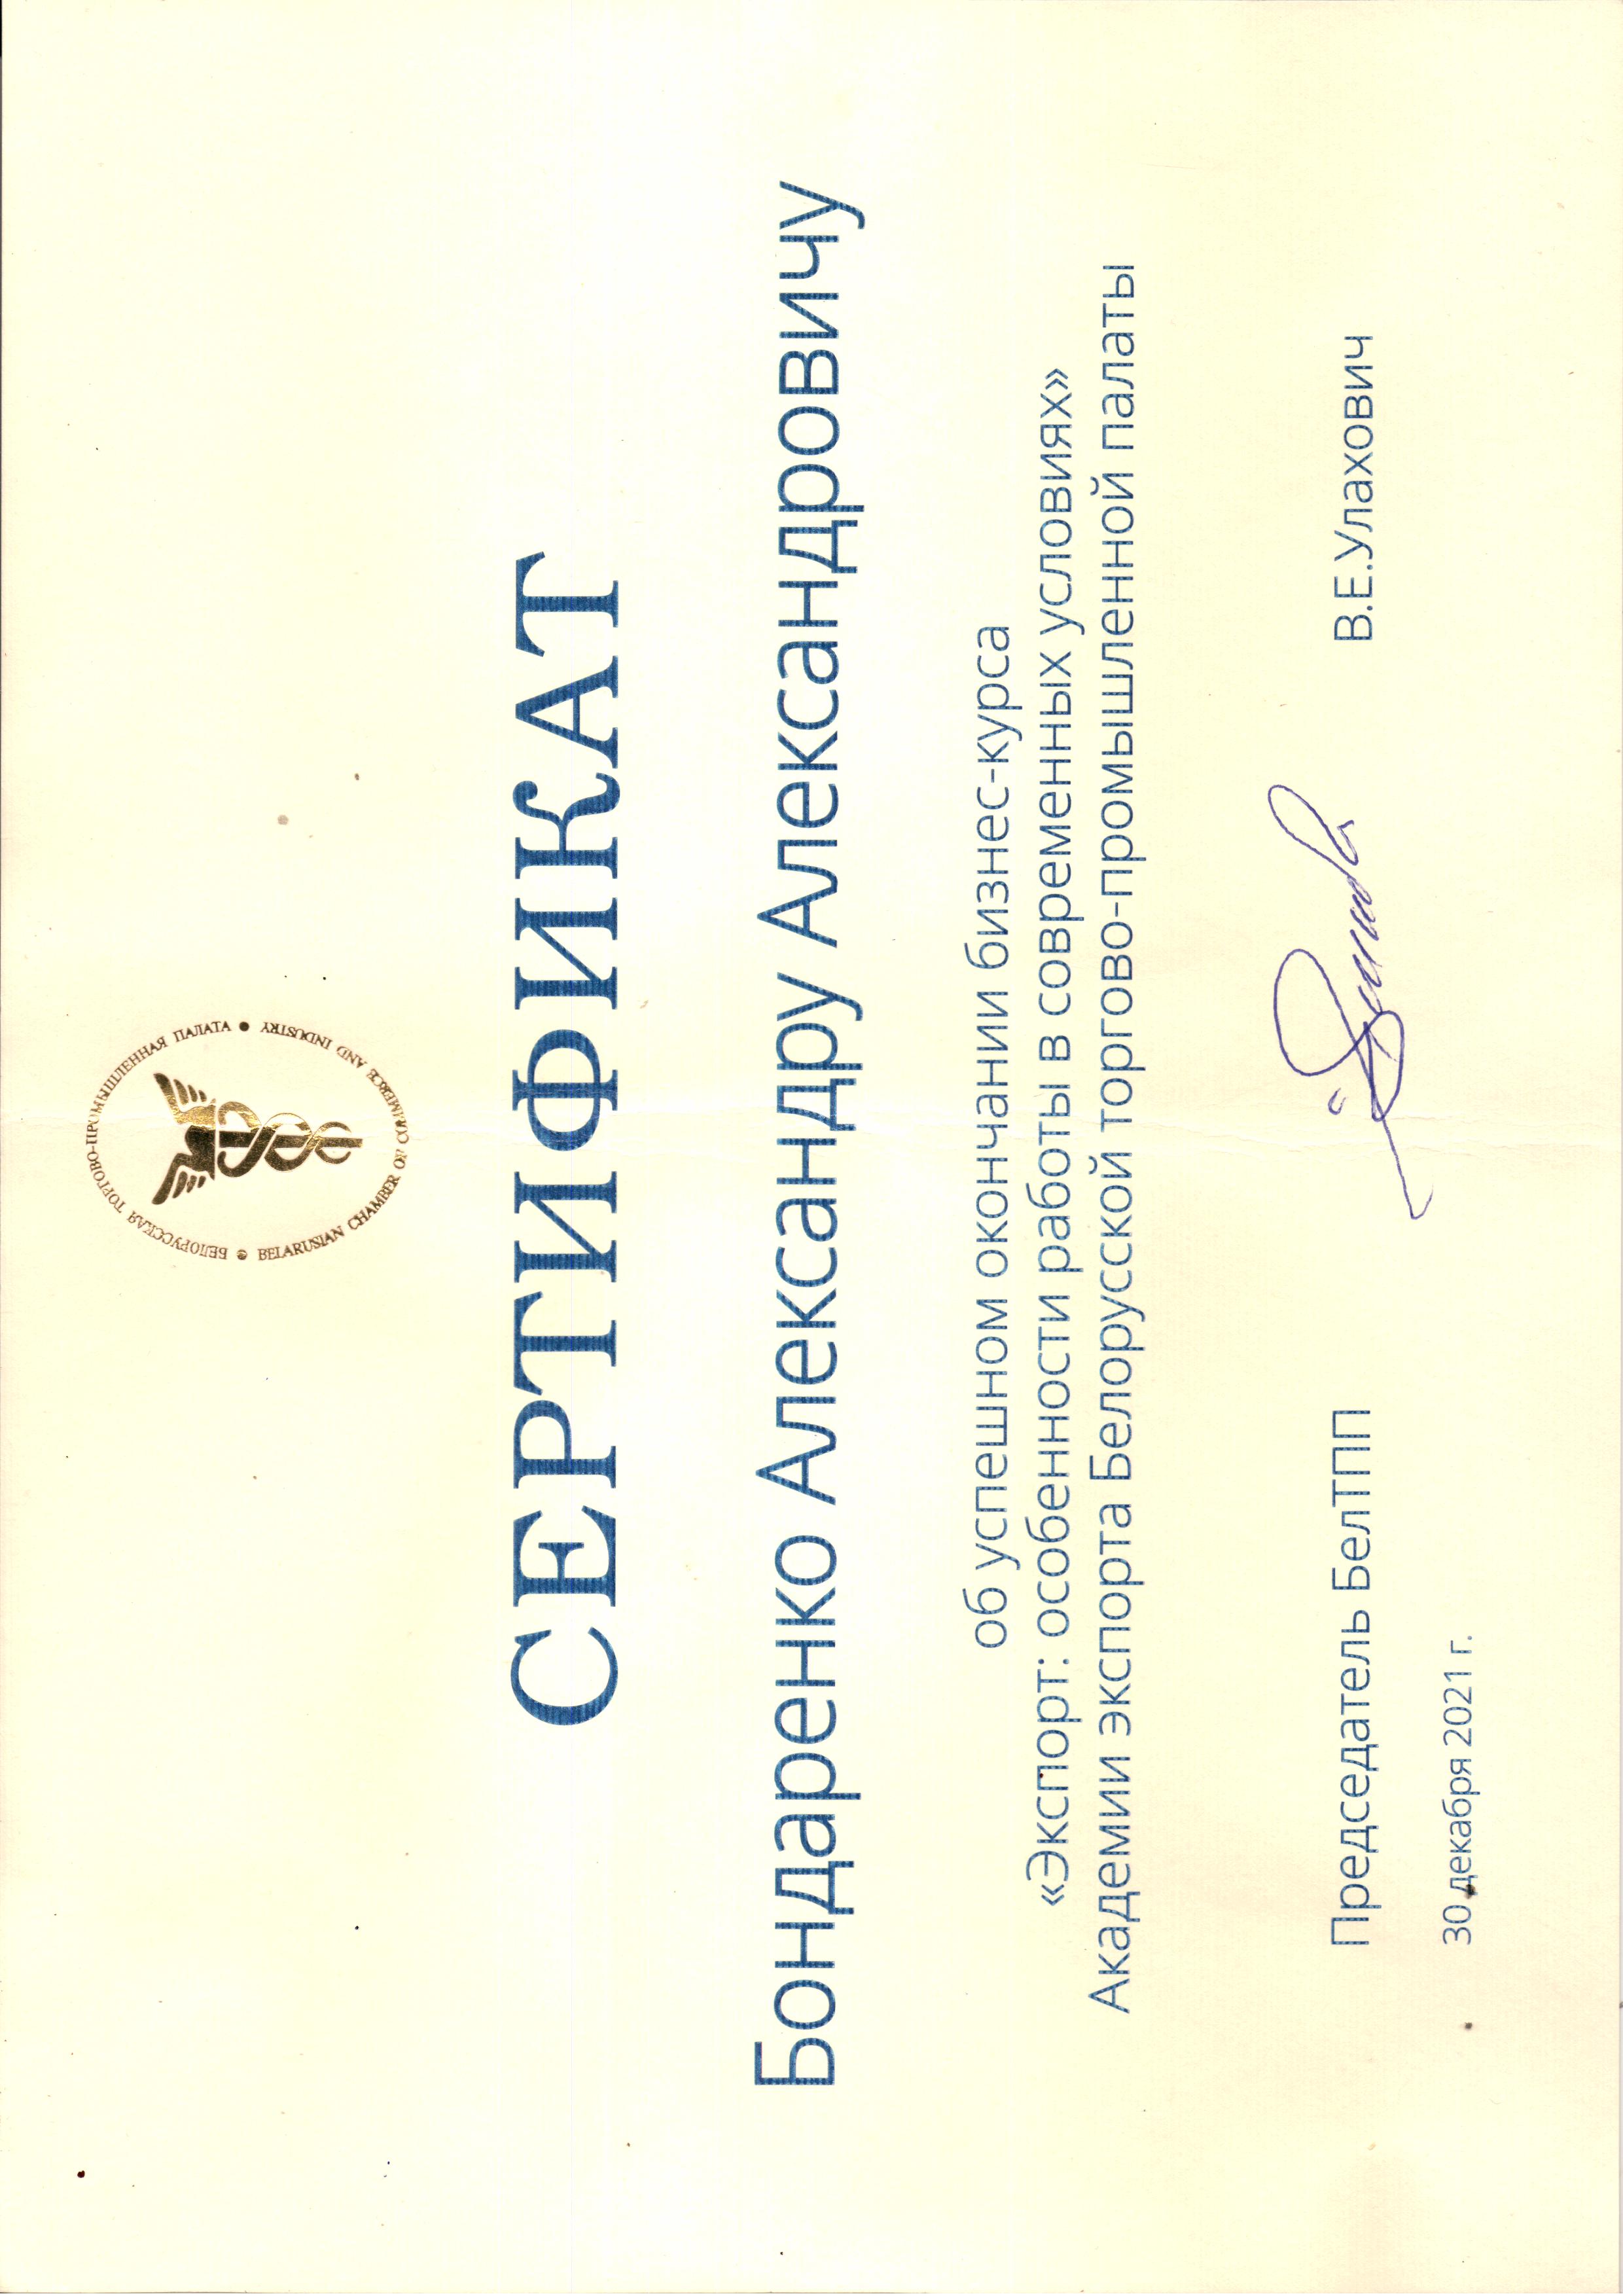 БЕЛОРУССКАЯ ТОРГОВО-ПРОМЫШЛЕННАЯ ПАЛАТА
BELARUSIAN CHAMBER OF COMMERCE AND INDUSTRY
СЕРТИФИКАТ
Бондаренко Александру Александровичу
об успешном окончании бизнес-курса
«Экспорт: особенности работы в современных условиях»
Академии экспорта Белорусской торгово-промышленной палаты
Председатель БелТПП
В.Е.Улахович
30 декабря 2021 г.